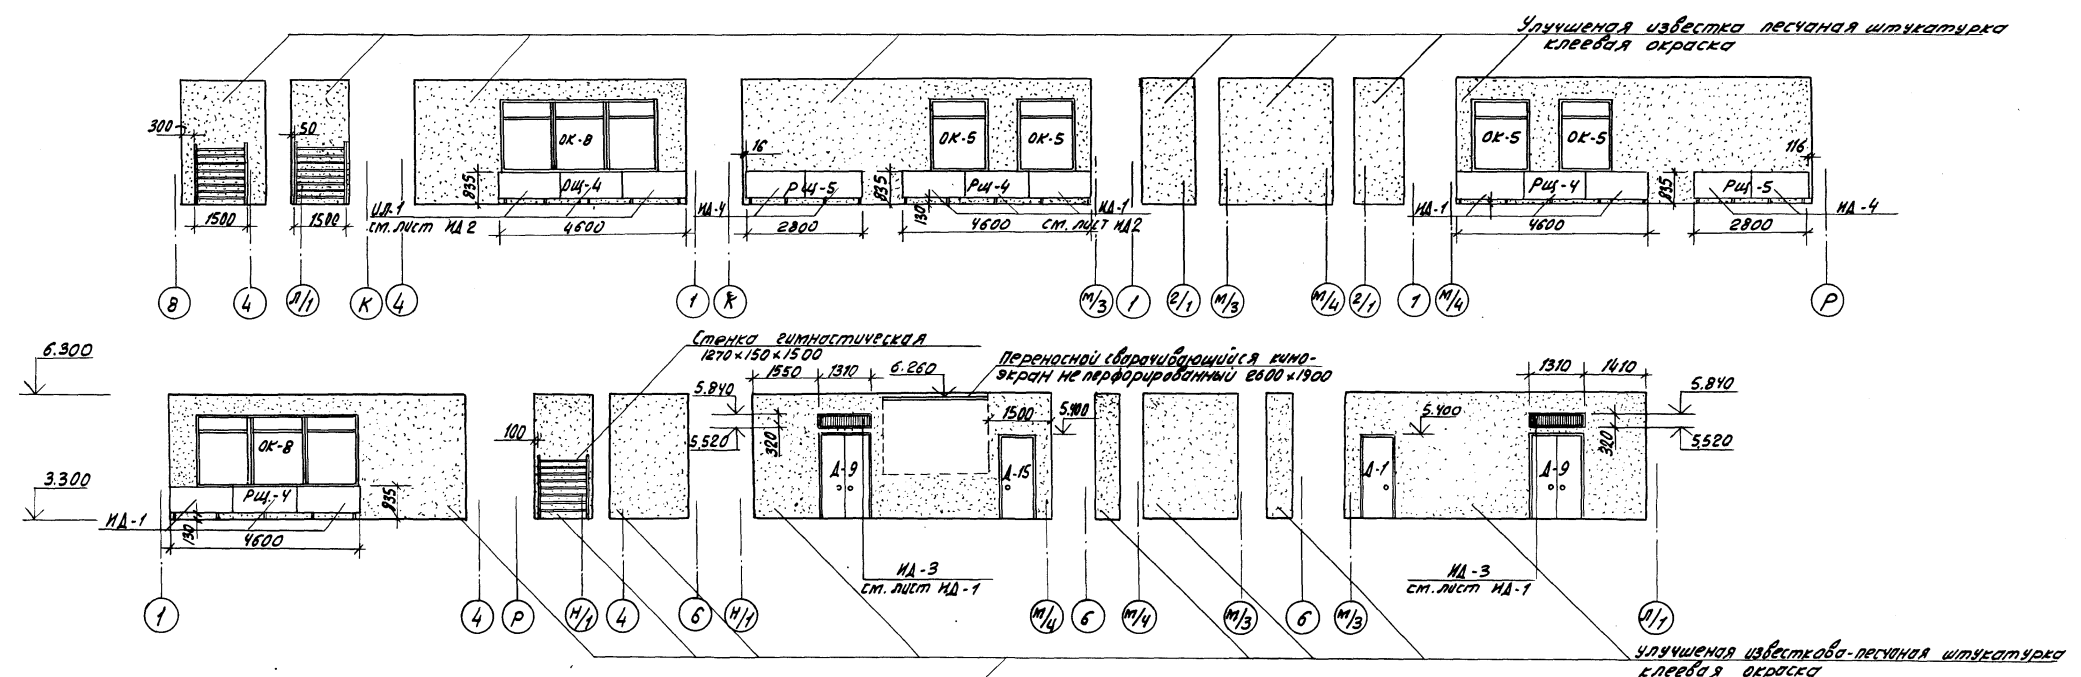 Улучшеная известка песчаная штукатурка
клеевая окраска
300
50
ОК-8
16
ОК-5
ОК-5
ОК-5
ОК-5
116
835
РЩ-4
РЩ-5
835
РЩ-4
РЩ-4
835
РЩ-5
1500
1500
ИД-1
см. лист ИД2
4600
ИД-4
2800
130
4600
ИД-1
см. лист ИД2
ИД-1
4600
2800
ИД-4
8
4
Л/1
К
4
1
К
М/3
1
2/1
М/3
М/4
2/1
1
М/4
Р
Стенка гимнастическая
1270×150×1500
Переносной сварачивающийся кино-
экран не перфорированный 2600×1900
6.300
1550
1310
6.260
1310
1410
5.840
5.840
1500
5.400
5.400
320
320
5,520
5,520
100
ОК-8
Д-9
Д-15
Д-1
Д-9
3.300
РЩ-4
835
ИД-1
130
4600
ИД-3
см. лист ИД-1
ИД-3
см. лист ИД-1
1
4
Р
Н/1
4
6
Н/1
М/4
6
М/4
М/3
6
М/3
Л/1
улучшеная известкова-песчаная штукатурка
клеевая окраска